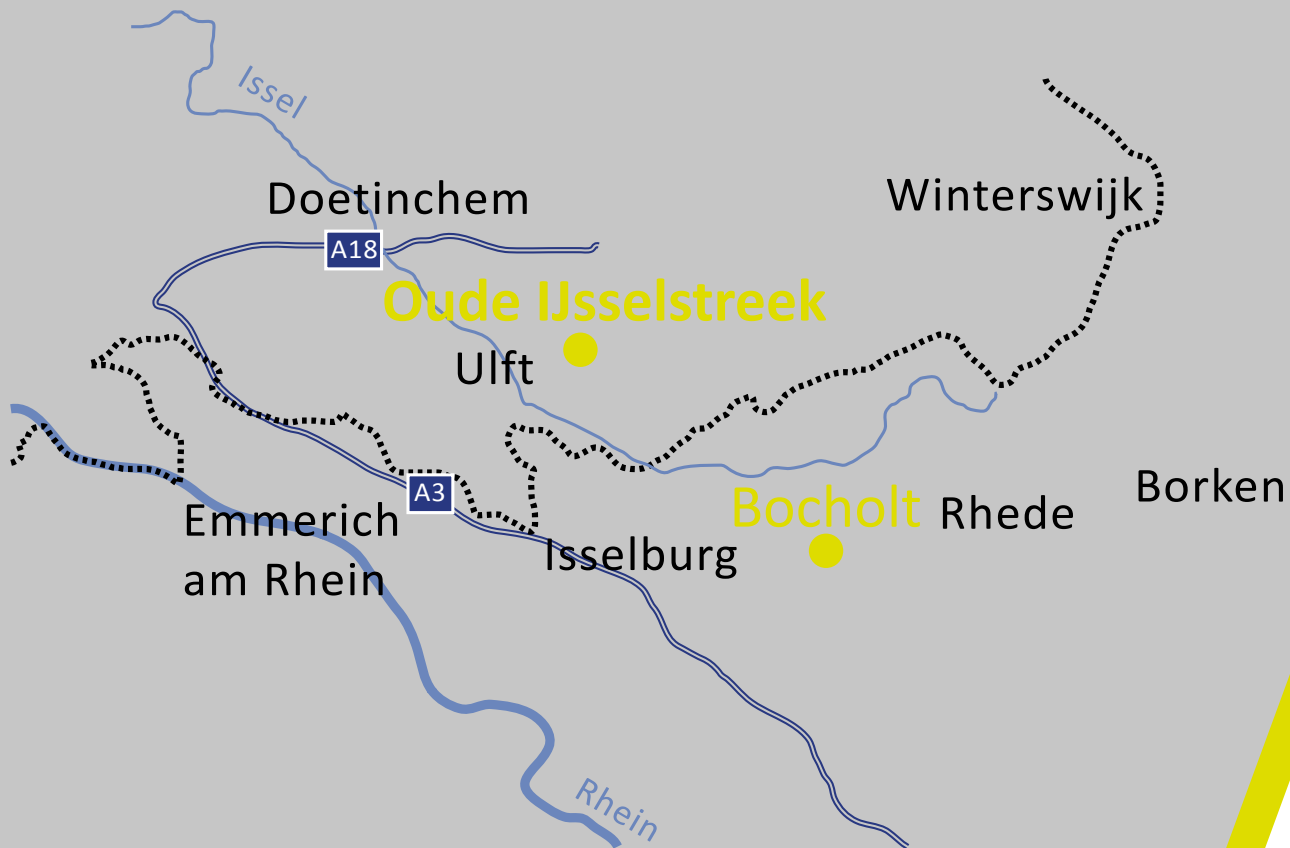 Issel
Doetinchem
Winterswijk
A18
Oude IJsselstreek
Ulft
Borken
A3
Bocholt
Rhede
Emmerich
am Rhein
Isselburg
Rhein